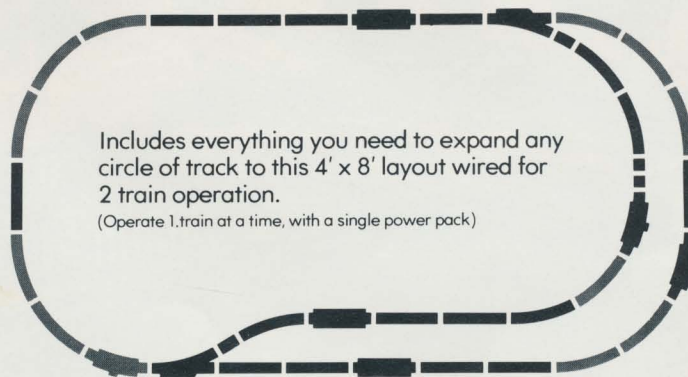 Includes everything you need to expand any
circle of track to this 4' x 8' layout wired for
2 train operation.
(Operate 1.train at a time, with a single power pack)